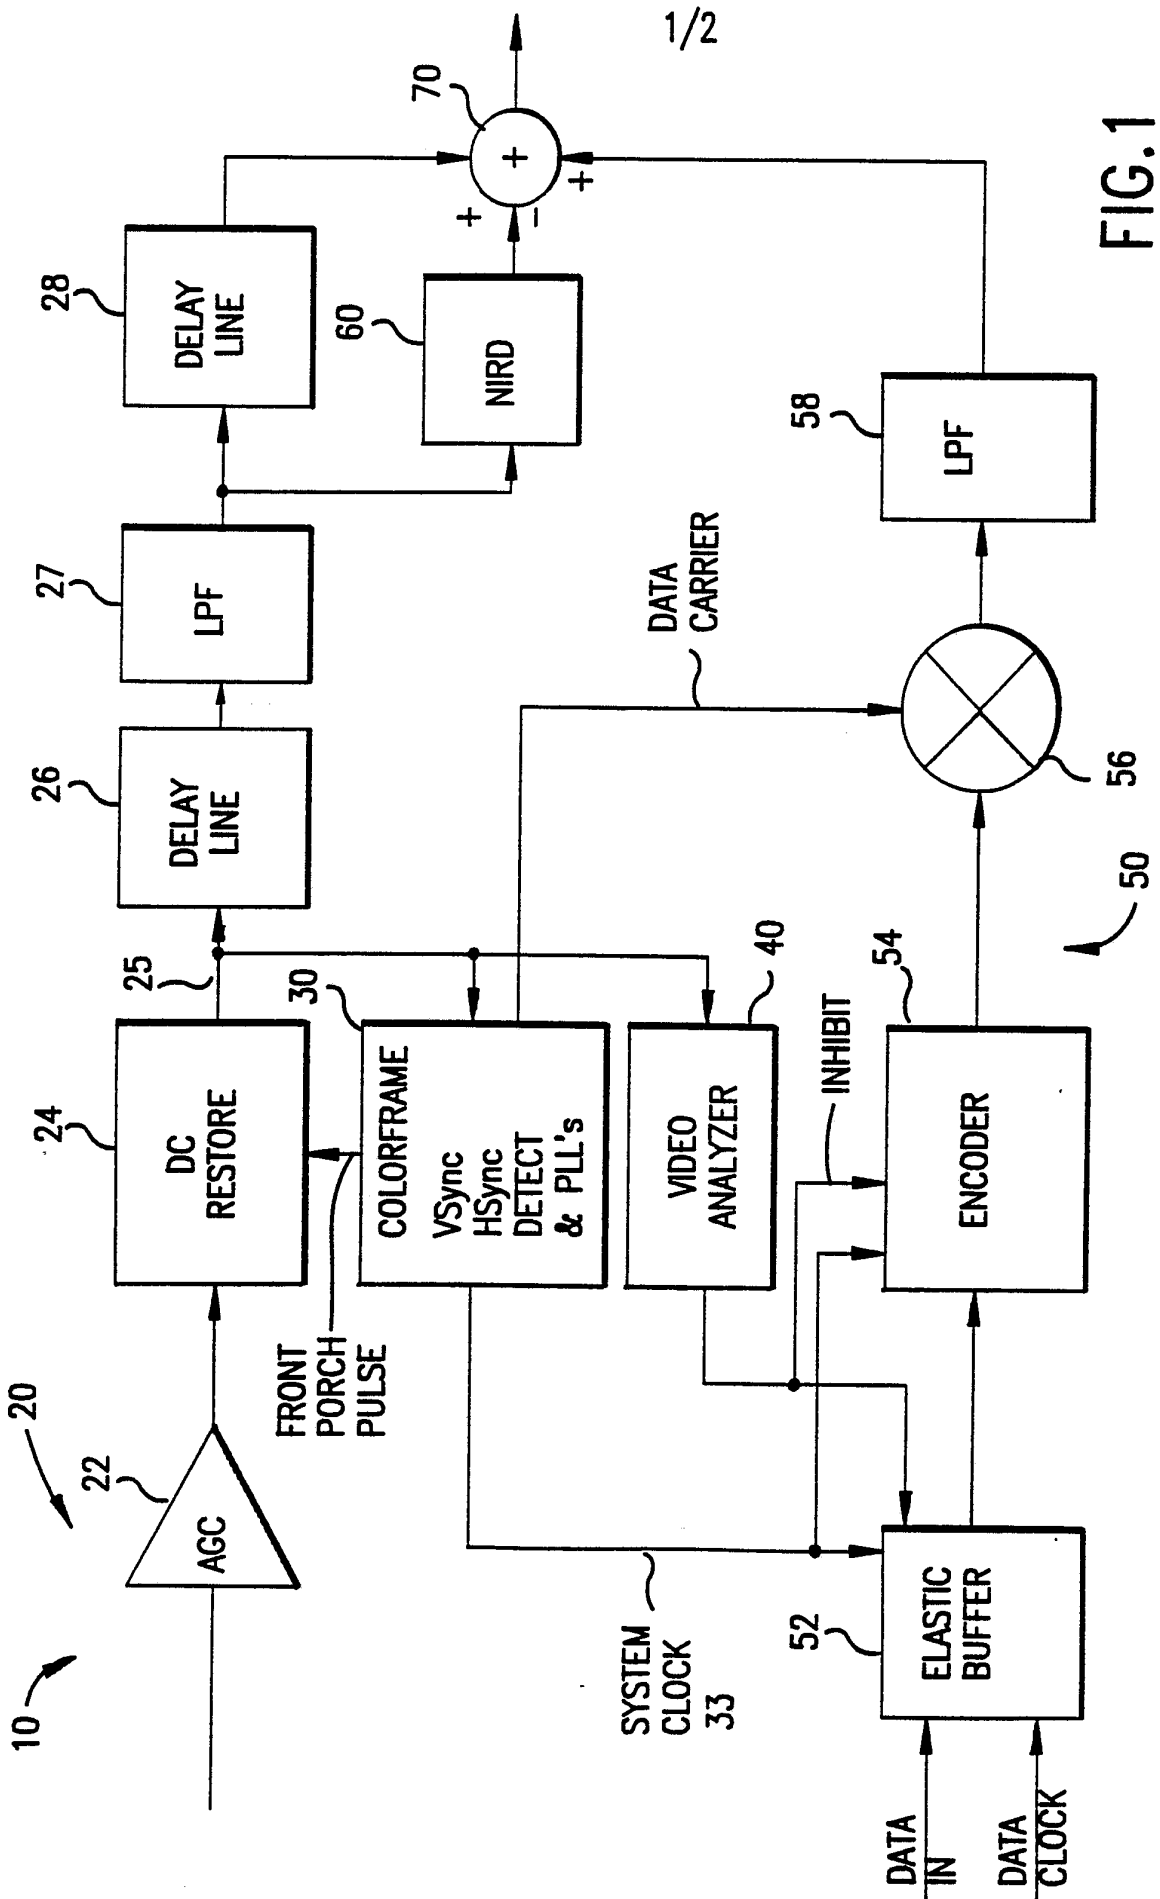 1/2
10
20
22
AGC
24
DC
RESTORE
25
26
DELAY
LINE
27
LPF
28
DELAY
LINE
60
NIRD
70
+
+
-
+
FRONT
PORCH
PULSE
30
COLORFRAME
VSync
HSync
DETECT
& PLL's
40
VIDEO
ANALYZER
DATA
CARRIER
SYSTEM
CLOCK
33
INHIBIT
DATA
IN
DATA
CLOCK
52
ELASTIC
BUFFER
54
ENCODER
50
56
58
LPF
FIG. 1